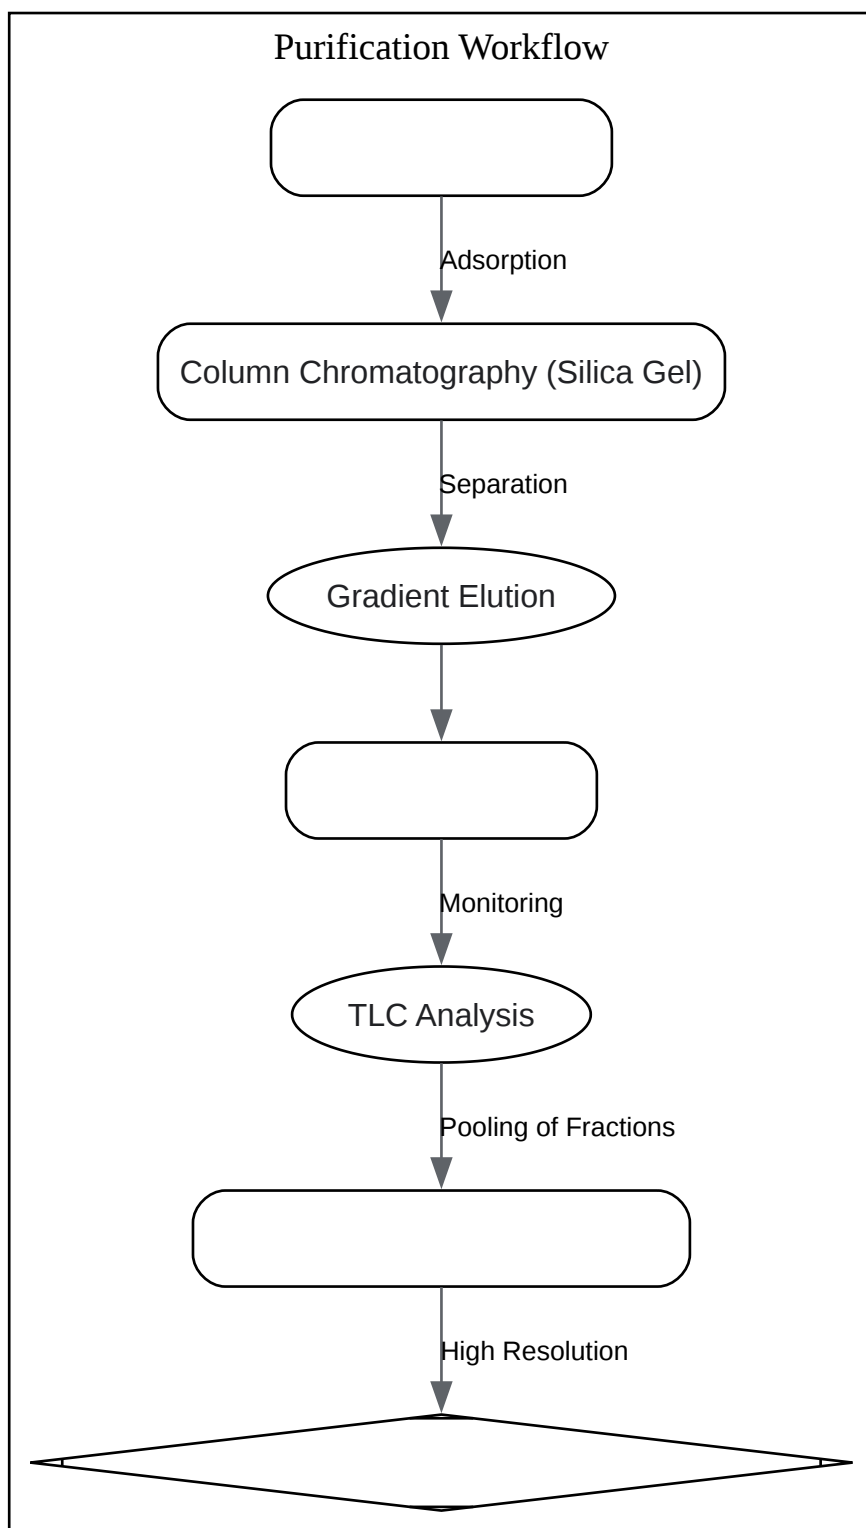 Purification Workflow
Adsorption
Column Chromatography (Silica Gel)
Separation
Gradient Elution
Monitoring
TLC Analysis
Pooling of Fractions
High Resolution